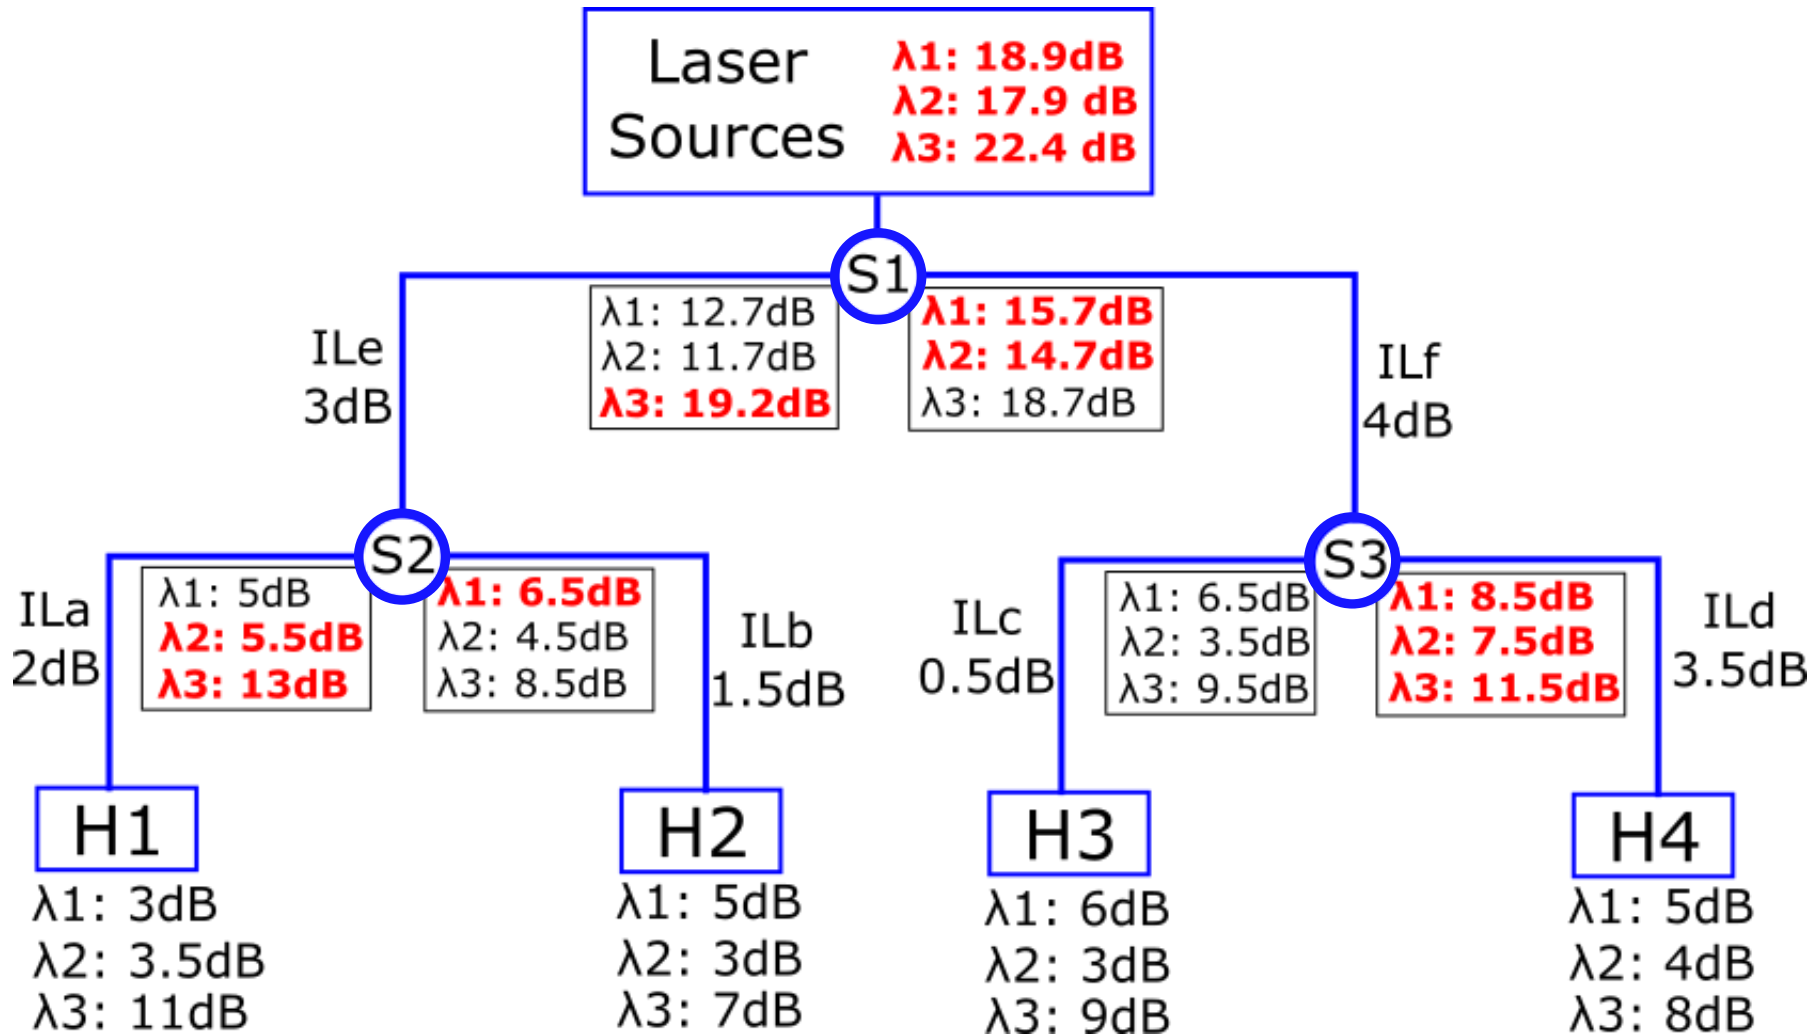 Laser
Sources
λ1: 18.9dB
λ2: 17.9 dB
λ3: 22.4 dB
S1
λ1: 12.7dB
λ2: 11.7dB
λ3: 19.2dB
λ1: 15.7dB
λ2: 14.7dB
λ3: 18.7dB
ILe
3dB
ILf
4dB
S2
λ1: 5dB
λ2: 5.5dB
λ3: 13dB
λ1: 6.5dB
λ2: 4.5dB
λ3: 8.5dB
ILa
2dB
ILb
1.5dB
S3
λ1: 6.5dB
λ2: 3.5dB
λ3: 9.5dB
λ1: 8.5dB
λ2: 7.5dB
λ3: 11.5dB
ILc
0.5dB
ILd
3.5dB
H1
λ1: 3dB
λ2: 3.5dB
λ3: 11dB
H2
λ1: 5dB
λ2: 3dB
λ3: 7dB
H3
λ1: 6dB
λ2: 3dB
λ3: 9dB
H4
λ1: 5dB
λ2: 4dB
λ3: 8dB